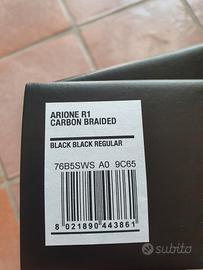 ARIONE R1
CARBON BRAIDED
BLACK BLACK REGULAR
76B5SWS A0 9C65
8 021890 443861
subito